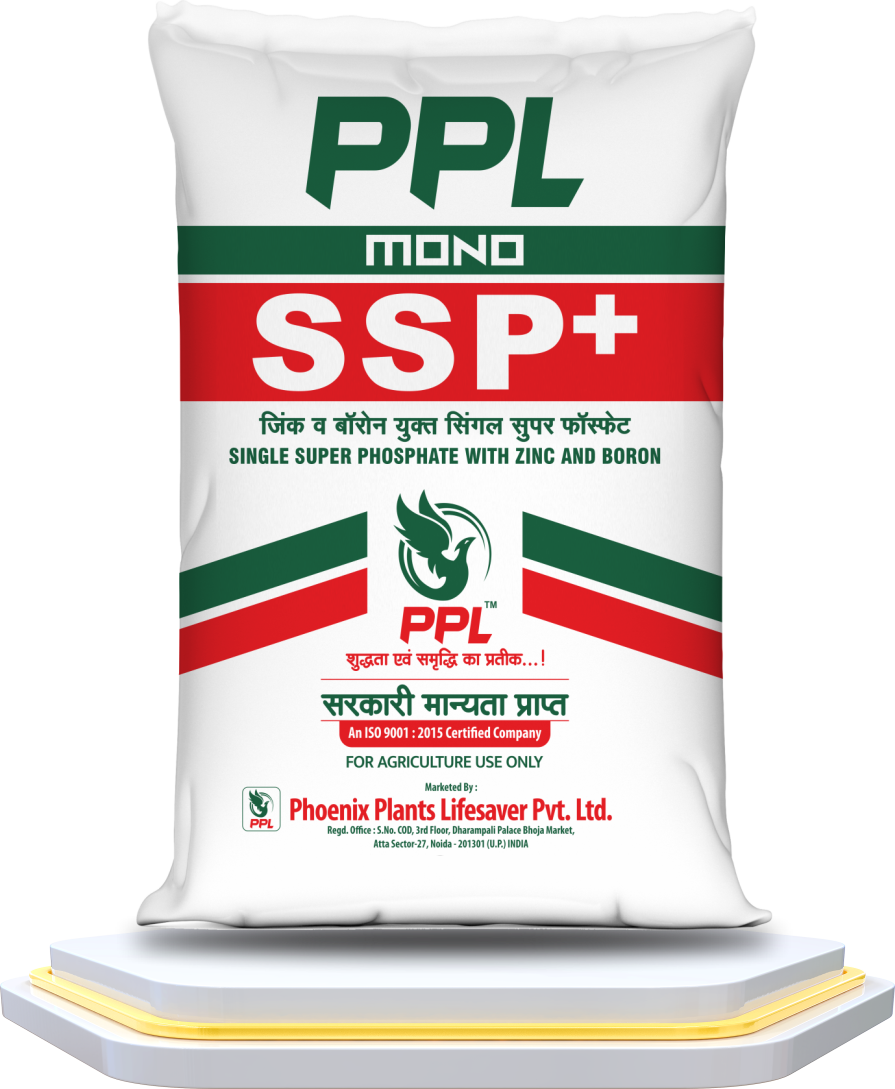 PPL
MONO
SSP+
जिंक व बॉरोन युक्त सिंगल सुपर फॉस्फेट
SINGLE SUPER PHOSPHATE WITH ZINC AND BORON
PPL™
शुद्धता एवं समृद्धि का प्रतीक...!
सरकारी मान्यता प्राप्त
An ISO 9001 : 2015 Certified Company
FOR AGRICULTURE USE ONLY
Marketed By :
PPL
Phoenix Plants Lifesaver Pvt. Ltd.
Regd. Office : S.No. COD, 3rd Floor, Dharampali Palace Bhoja Market,
Atta Sector-27, Noida - 201301 (U.P.) INDIA